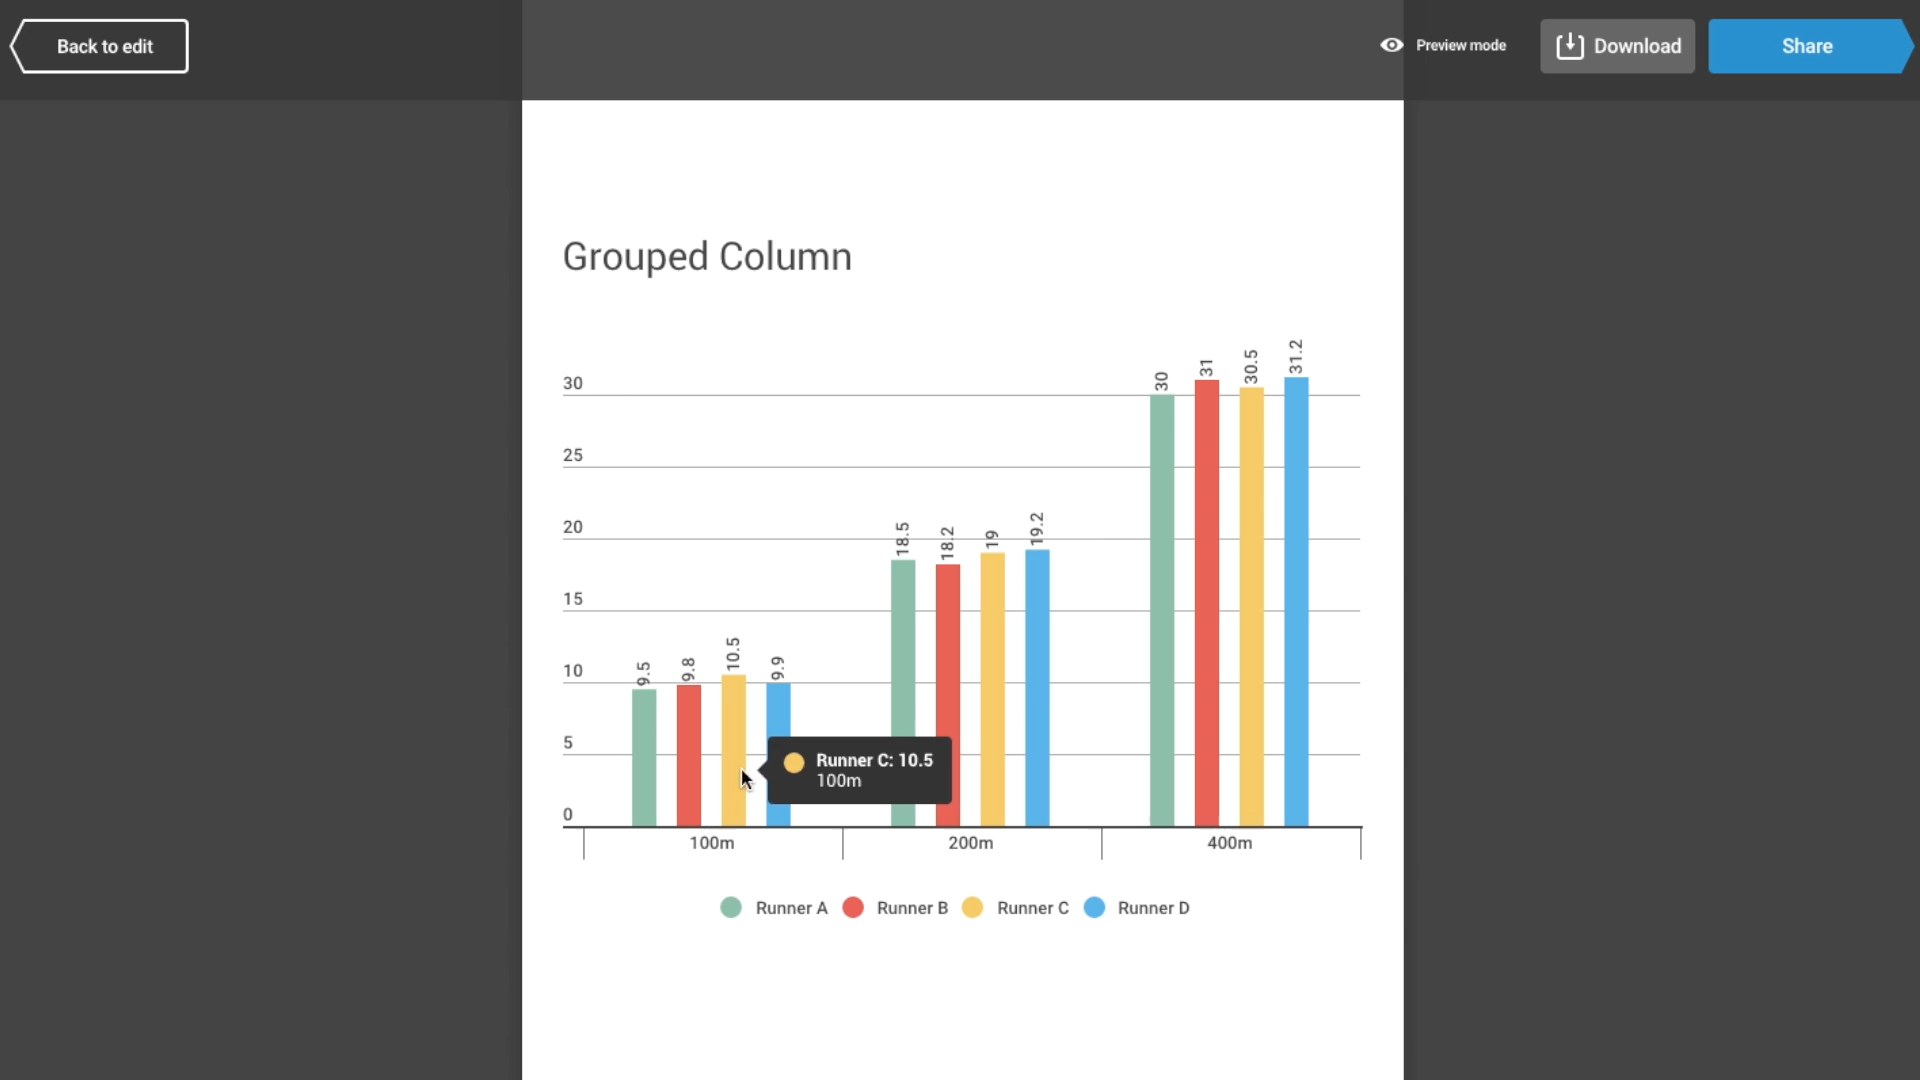 Back to edit
Preview mode
Download
Share
Grouped Column
30
25
20
15
10
5
0
9.5
9.8
10.5
9.9
18.5
18.2
19
19.2
30
31
30.5
31.2
Runner C: 10.5
100m
100m
200m
400m
Runner A
Runner B
Runner C
Runner D